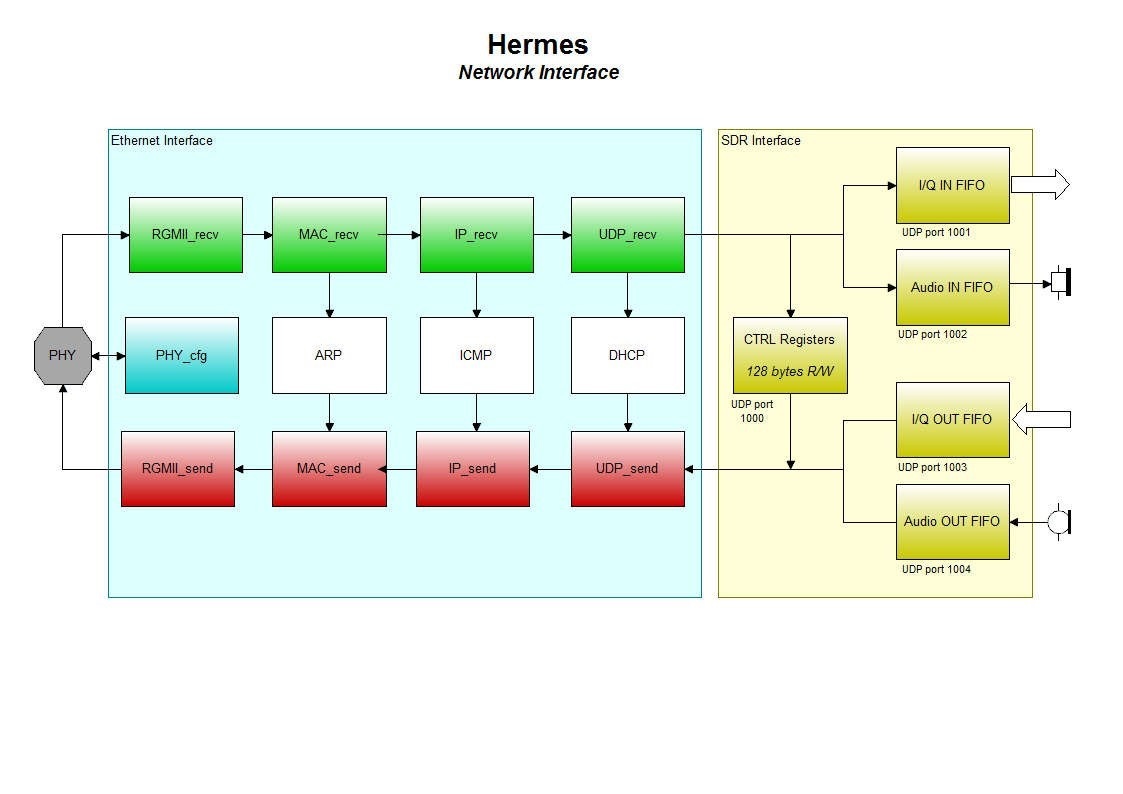 Hermes
Network Interface
Ethernet Interface
SDR Interface
RGMII_recv
MAC_recv
IP_recv
UDP_recv
I/Q IN FIFO
UDP port 1001
Audio IN FIFO
UDP port 1002
PHY
PHY_cfg
ARP
ICMP
DHCP
CTRL Registers
128 bytes R/W
UDP port
1000
I/Q OUT FIFO
UDP port 1003
RGMII_send
MAC_send
IP_send
UDP_send
Audio OUT FIFO
UDP port 1004